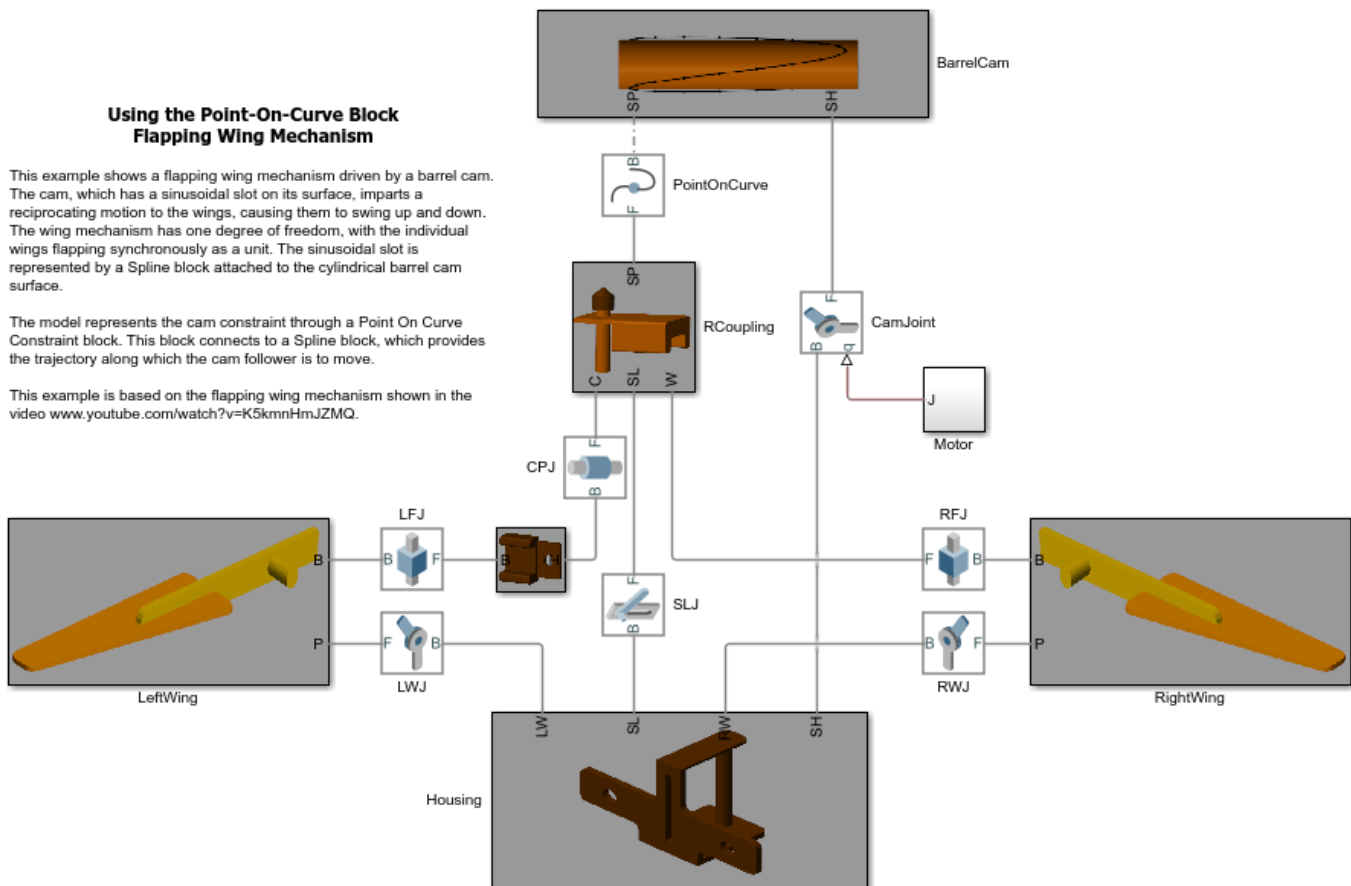 Using the Point-On-Curve Block
Flapping Wing Mechanism
This example shows a flapping wing mechanism driven by a barrel cam.
The cam, which has a sinusoidal slot on its surface, imparts a
reciprocating motion to the wings, causing them to swing up and down.
The wing mechanism has one degree of freedom, with the individual
wings flapping synchronously as a unit. The sinusoidal slot is
represented by a Spline block attached to the cylindrical barrel cam
surface.
The model represents the cam constraint through a Point On Curve
Constraint block. This block connects to a Spline block, which provides
the trajectory along which the cam follower is to move.
This example is based on the flapping wing mechanism shown in the
video www.youtube.com/watch?v=K5kmnHmJZMQ.
BarrelCam
SP
SH
B
PointOnCurve
F
SP
RCoupling
C
SL
W
F
CamJoint
B
q
J
Motor
F
CPJ
B
LFJ
B
B
F
B
H
RFJ
F
B
B
F
SLJ
B
P
F
B
LWJ
B
F
P
RWJ
LeftWing
RightWing
LW
SL
RW
SH
Housing